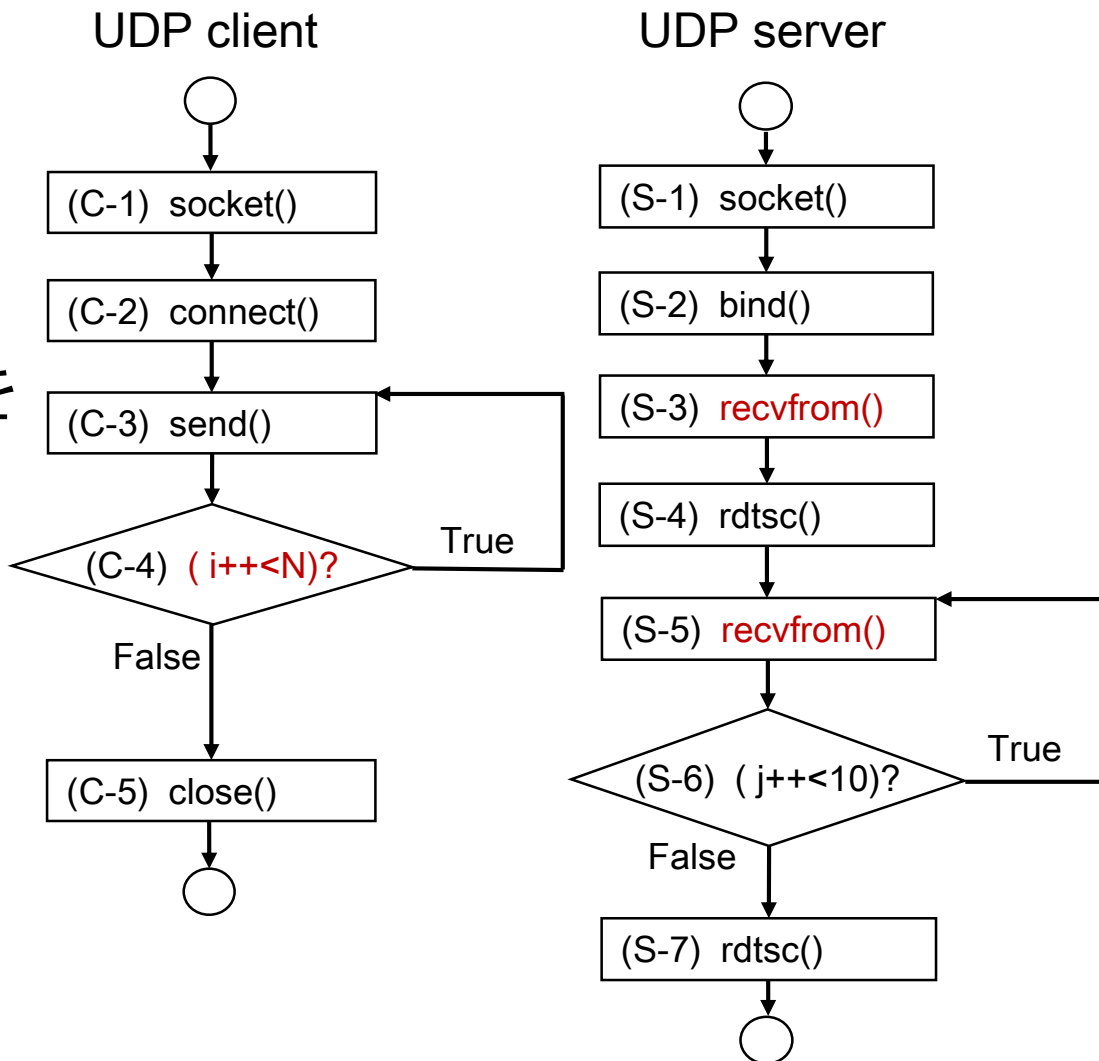 UDP client
(C-1) socket()
(C-2) connect()
(C-3) send()
(C-4) ( i++<N)?
True
False
(C-5) close()
UDP server
(S-1) socket()
(S-2) bind()
(S-3) recvfrom()
(S-4) rdtsc()
(S-5) recvfrom()
(S-6) ( j++<10)?
True
False
(S-7) rdtsc()